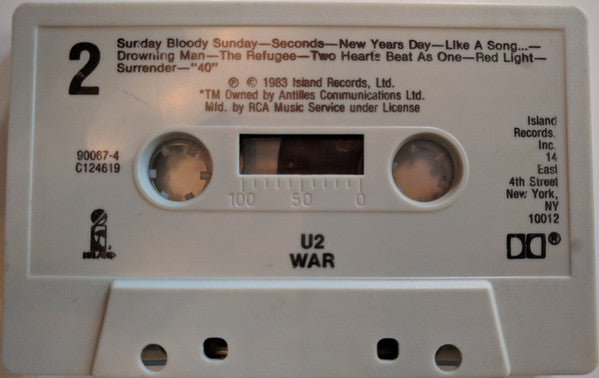 2
Sunday Bloody Sunday—Seconds—New Years Day—Like A Song...—
Drowning Man—The Refugee—Two Hearts Beat As One—Red Light—
Surrender—"40"
℗ © 1983 Island Records, Ltd.
*TM Owned by Antilles Communications Ltd.
Mfd. by RCA Music Service under License
90067-4
C124619
100 50 0
Island
Records,
Inc.
14
East
4th Street
New York,
NY
10012
U2
WAR
®